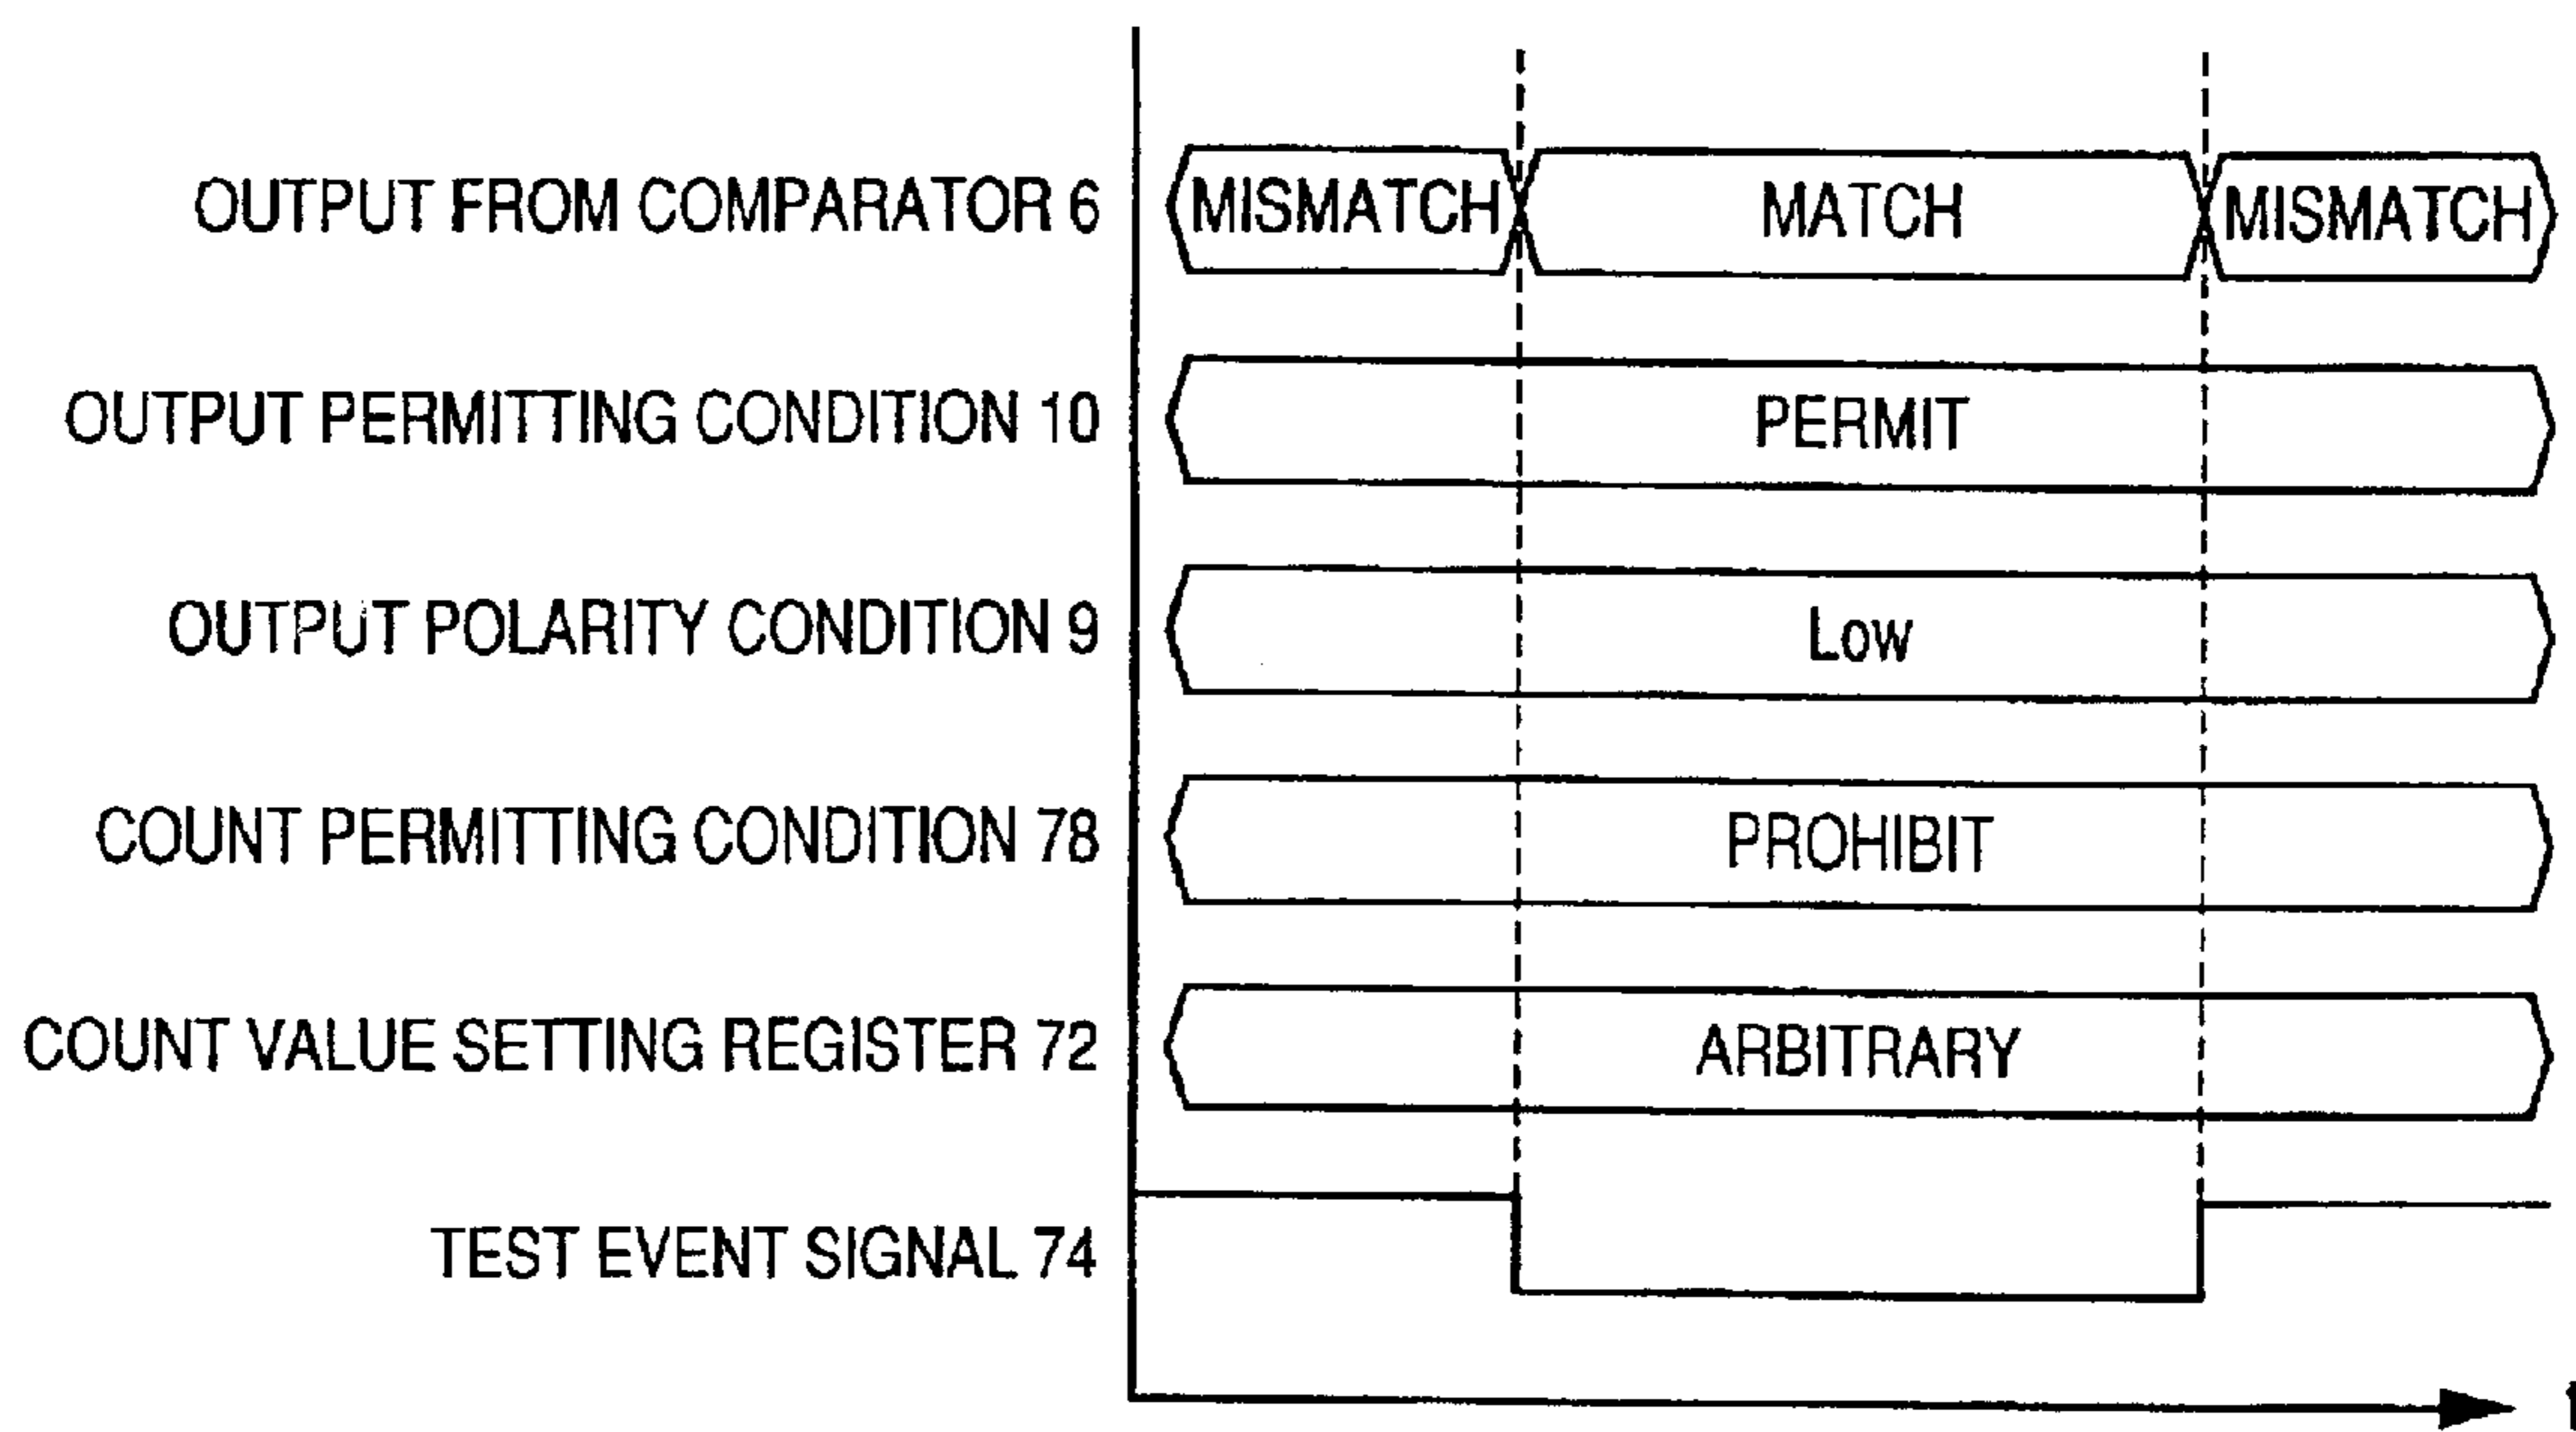 OUTPUT FROM COMPARATOR 6 MISMATCH MATCH MISMATCH
OUTPUT PERMITTING CONDITION 10 PERMIT
OUTPUT POLARITY CONDITION 9 Low
COUNT PERMITTING CONDITION 78 PROHIBIT
COUNT VALUE SETTING REGISTER 72 ARBITRARY
TEST EVENT SIGNAL 74